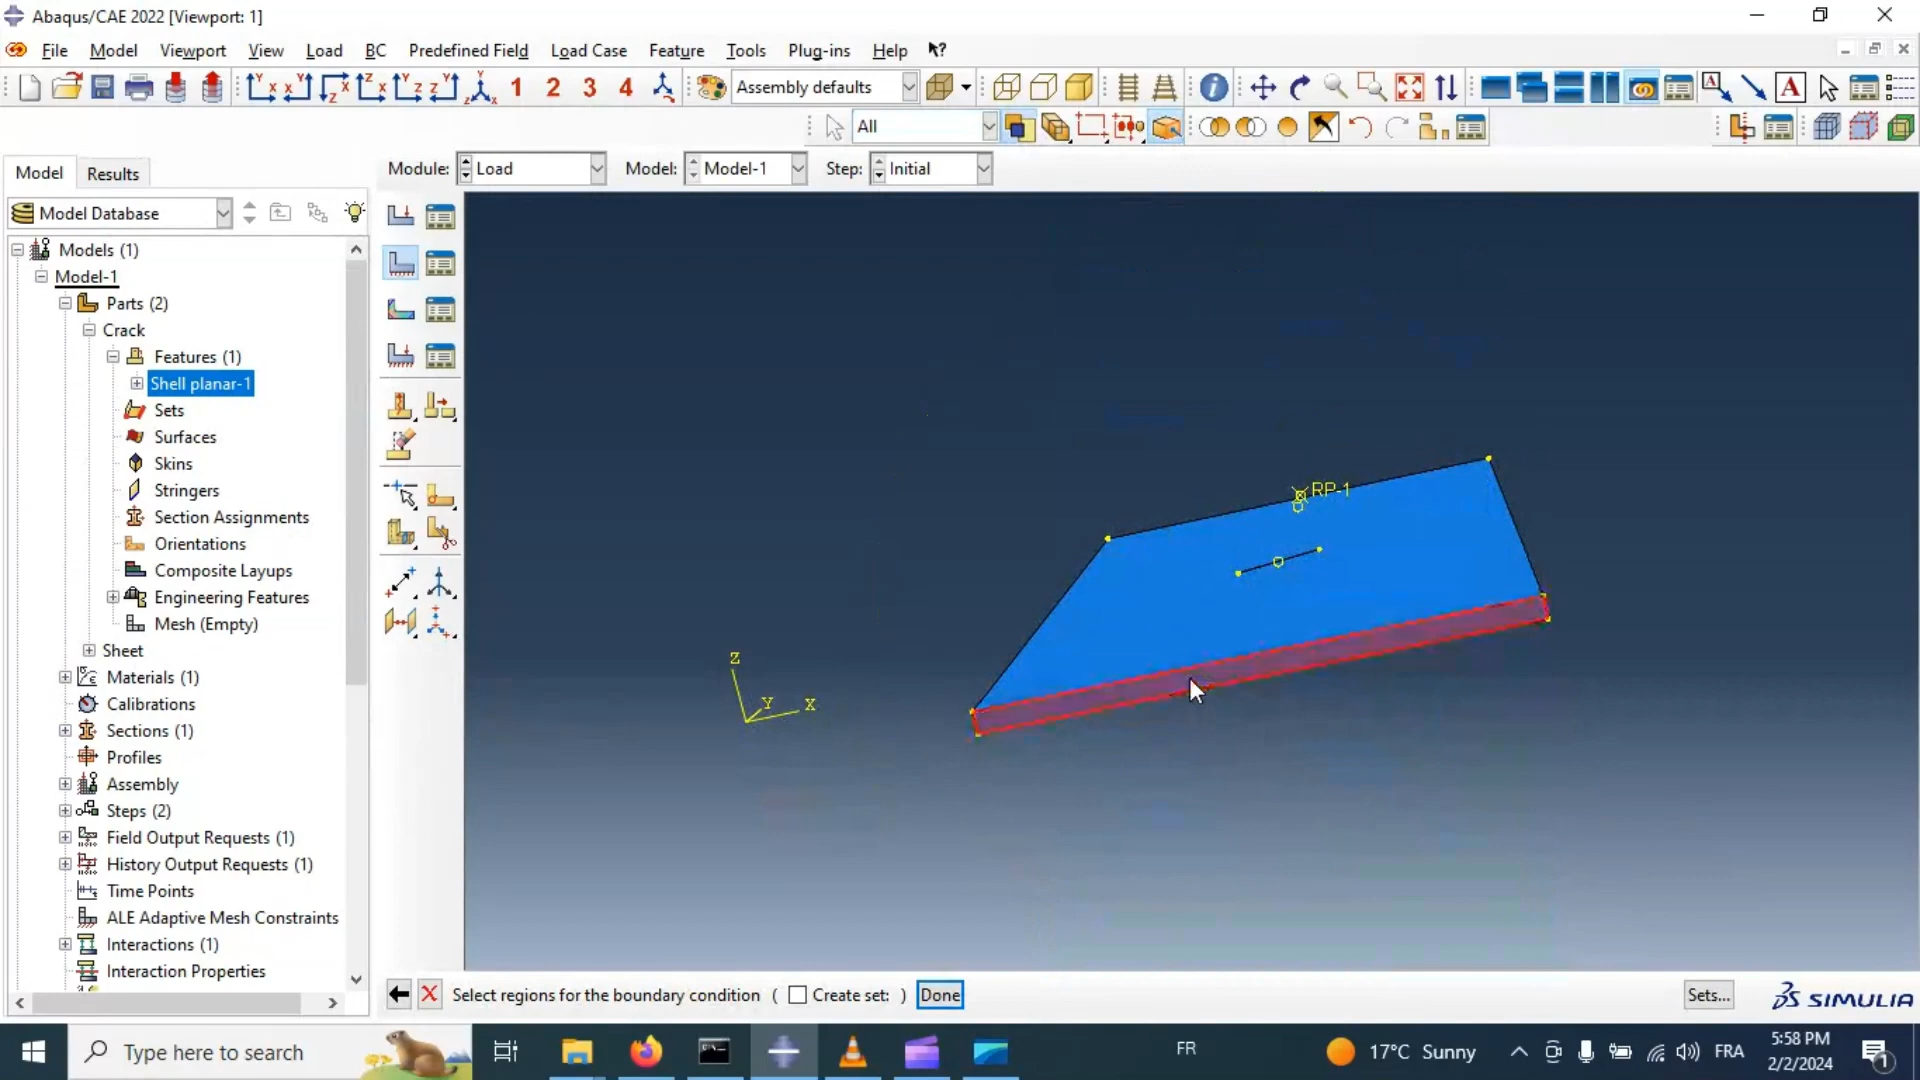 Abaqus/CAE 2022 [Viewport: 1]
File Model Viewport View Load BC Predefined Field Load Case Feature Tools Plug-ins Help
1 2 3 4 Assembly defaults
All
Model Results
Module: Load Model: Model-1 Step: Initial
Model Database
Models (1)
Model-1
Parts (2)
Crack
Features (1)
Shell planar-1
Sets
Surfaces
Skins
Stringers
Section Assignments
Orientations
Composite Layups
Engineering Features
Mesh (Empty)
Sheet
Materials (1)
Calibrations
Sections (1)
Profiles
Assembly
Steps (2)
Field Output Requests (1)
History Output Requests (1)
Time Points
ALE Adaptive Mesh Constraints
Interactions (1)
Interaction Properties
RP-1
Z
Y X
Select regions for the boundary condition ( Create set: ) Done Sets... SIMULIA
Type here to search FR 17°C Sunny FRA 5:58 PM
2/2/2024
1